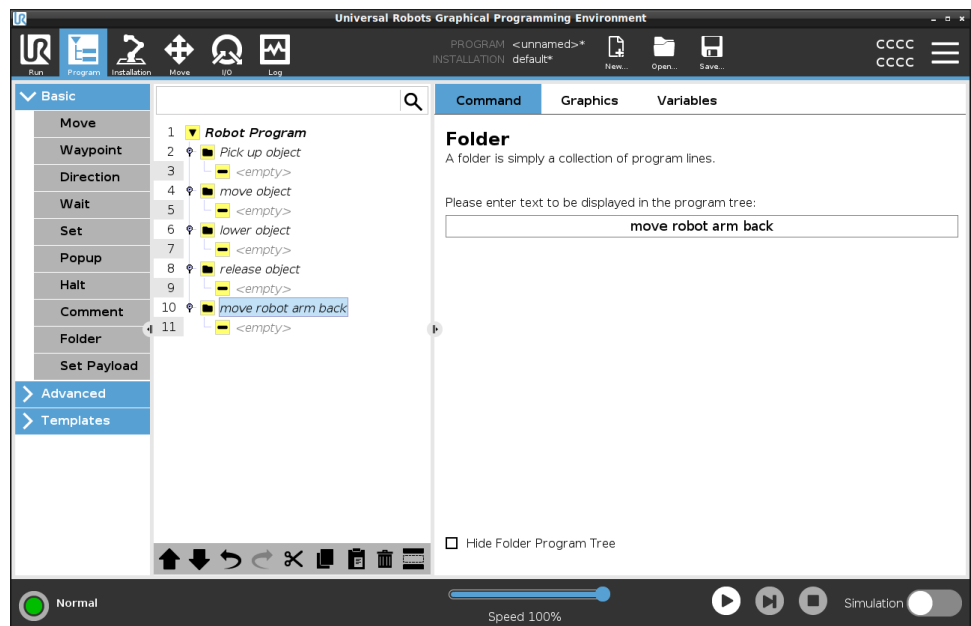 Universal Robots Graphical Programming Environment
UR
Run
Program
Installation
Move
I/O
Log
PROGRAM <unnamed>*
INSTALLATION default*
New...
Open...
Save...
CCCC
CCCC
Basic
Move
Waypoint
Direction
Wait
Set
Popup
Halt
Comment
Folder
Set Payload
Advanced
Templates
1 Robot Program
2 Pick up object
3 <empty>
4 move object
5 <empty>
6 lower object
7 <empty>
8 release object
9 <empty>
10 move robot arm back
11 <empty>
Command Graphics Variables
Folder
A folder is simply a collection of program lines.
Please enter text to be displayed in the program tree:
move robot arm back
Hide Folder Program Tree
Normal
Speed 100%
Simulation